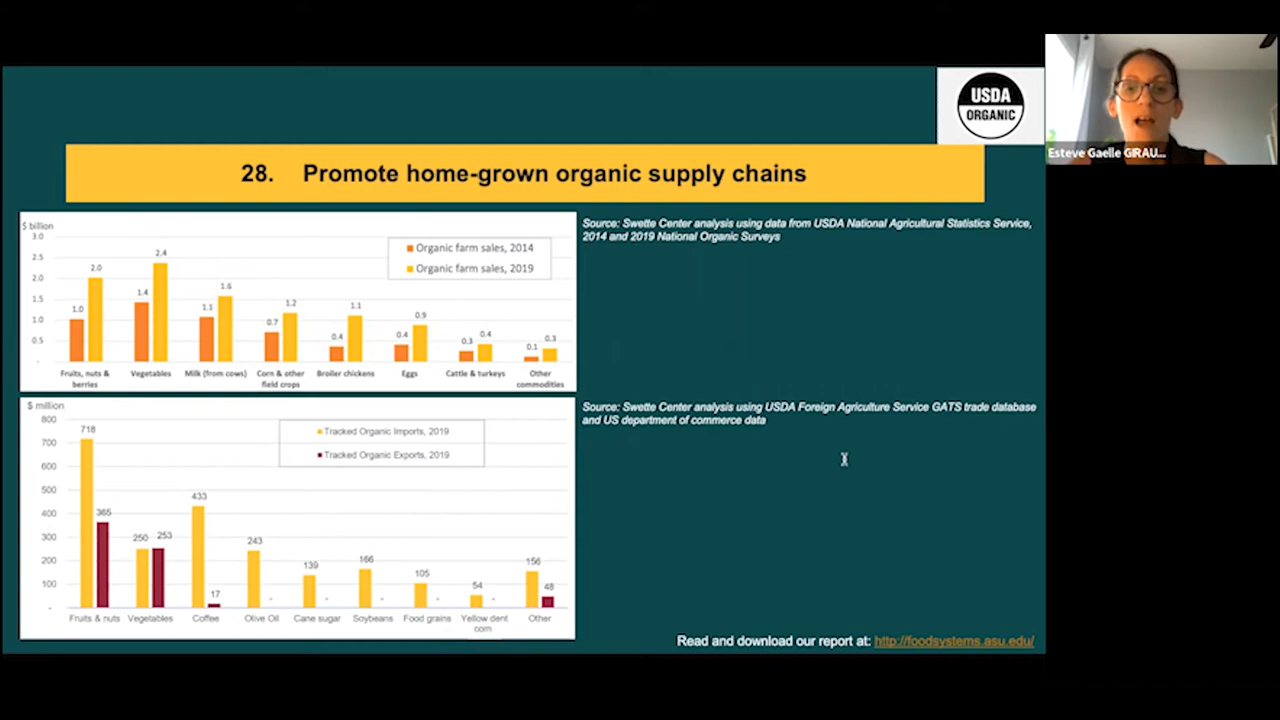 USDA
ORGANIC
Esteve Gaelle GIRAU...
28. Promote home-grown organic supply chains
$ billion
3.0
2.5
2.0
1.5
1.0
0.5
-
Organic farm sales, 2014
Organic farm sales, 2019
1.0 2.0 1.4 2.4 1.1 1.6 0.7 1.2 0.4 1.1 0.4 0.9 0.3 0.4 0.1 0.3
Fruits, nuts & Vegetables Milk (from cows) Corn & other Broiler chickens Eggs Cattle & turkeys Other
berries field crops commodities
Source: Swette Center analysis using data from USDA National Agricultural Statistics Service,
2014 and 2019 National Organic Surveys
$ million
800
700
600
500
400
300
200
100
-
Tracked Organic Imports, 2019
Tracked Organic Exports, 2019
718 365 250 253 433 17 243 - 139 - 166 - 105 - 54 - 156 48
Fruits & nuts Vegetables Coffee Olive Oil Cane sugar Soybeans Food grains Yellow dent Other
corn
Source: Swette Center analysis using USDA Foreign Agriculture Service GATS trade database
and US department of commerce data
Read and download our report at: http://foodsystems.asu.edu/